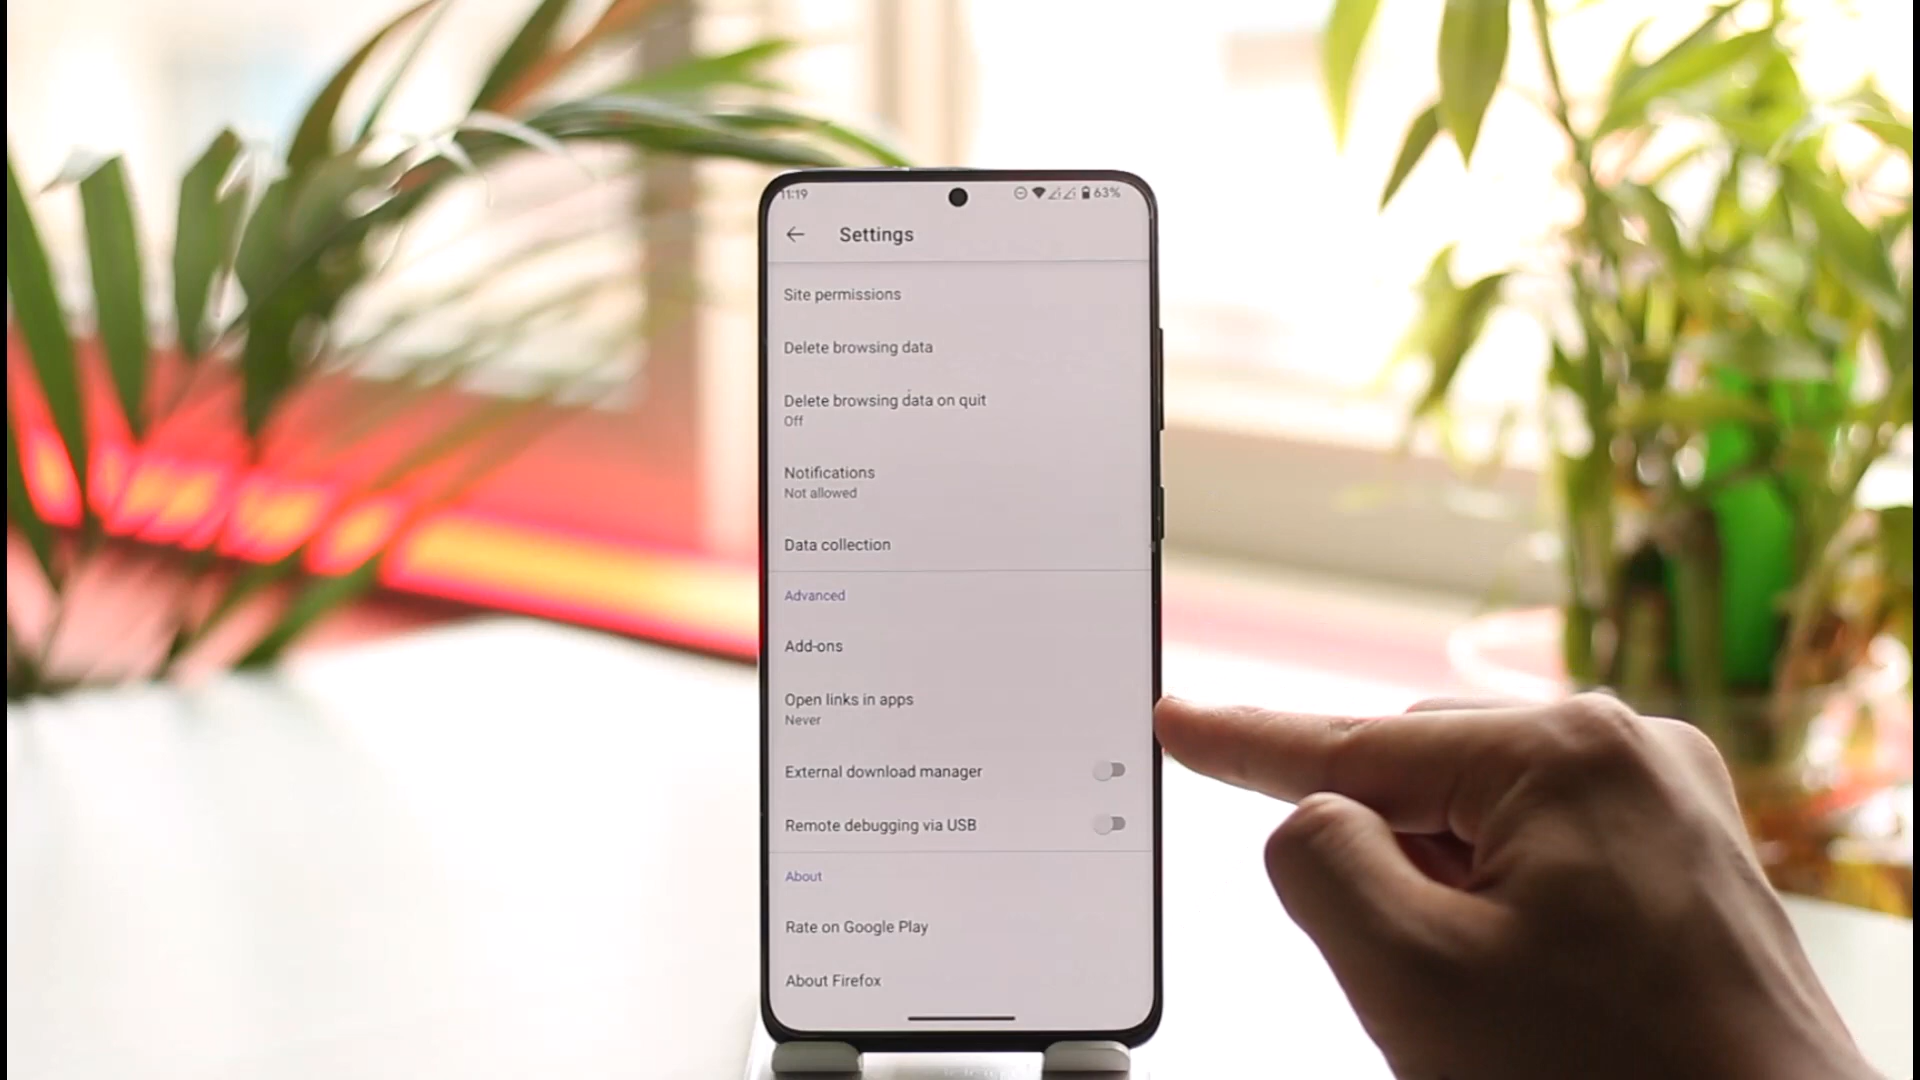 11:19
63%
Settings
Site permissions
Delete browsing data
Delete browsing data on quit
Off
Notifications
Not allowed
Data collection
Advanced
Add-ons
Open links in apps
Never
External download manager
Remote debugging via USB
About
Rate on Google Play
About Firefox